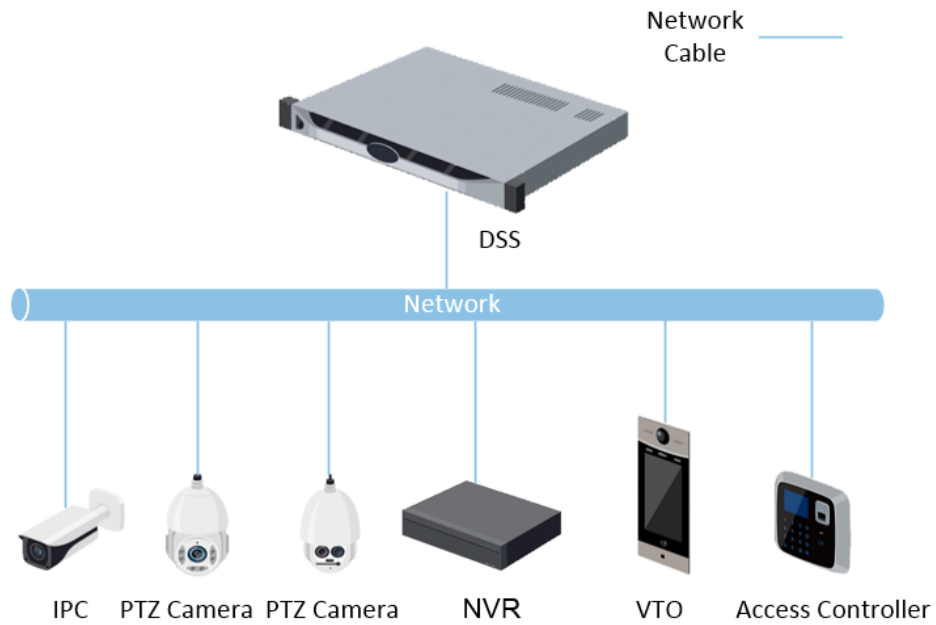 Network
Cable
DSS
Network
IPC PTZ Camera PTZ Camera NVR VTO Access Controller